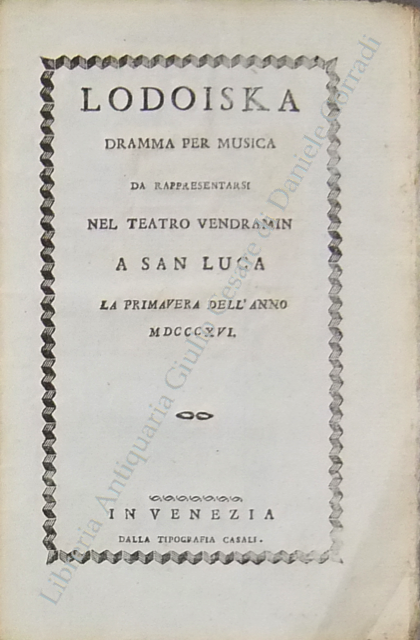 LODOISKA
DRAMMA PER MUSICA
DA RAPPRESENTARSI
NEL TEATRO VENDRAMIN
A SAN LUCA
LA PRIMAVERA DELL'ANNO
MDCCCXVI.
IN VENEZIA
DALLA TIPOGRAFIA CASALI.
Libreria Antiquaria Giulio Cesare di Daniele Corradi